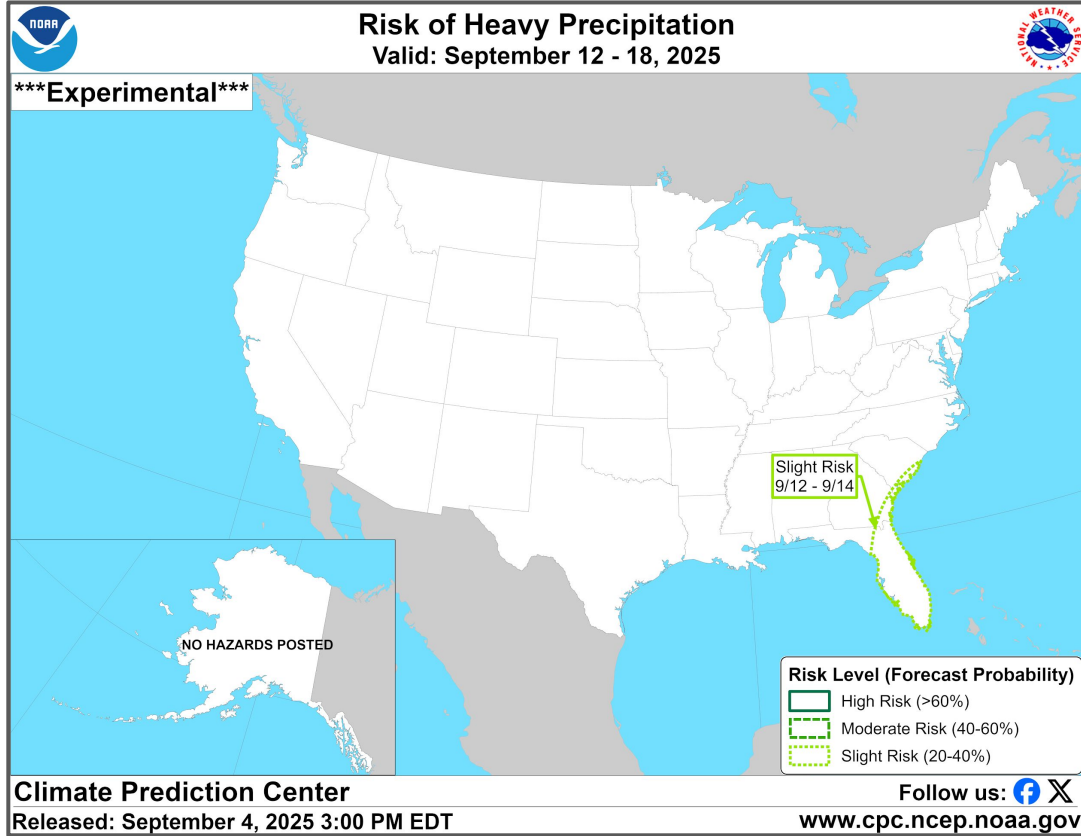 NOAA
Risk of Heavy Precipitation
Valid: September 12 - 18, 2025
NATIONAL WEATHER SERVICE
***Experimental***
Slight Risk
9/12 - 9/14
NO HAZARDS POSTED
Risk Level (Forecast Probability)
High Risk (>60%)
Moderate Risk (40-60%)
Slight Risk (20-40%)
Climate Prediction Center
Follow us:
Released: September 4, 2025 3:00 PM EDT
www.cpc.ncep.noaa.gov